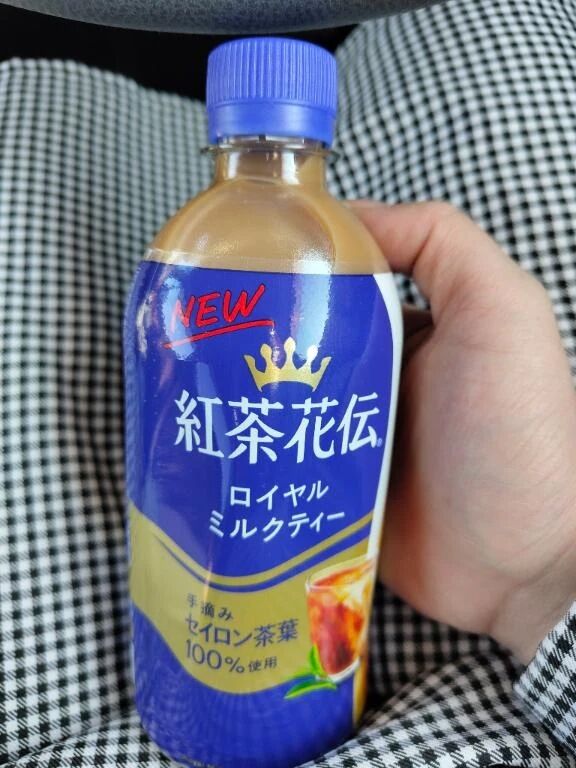 NEW
紅茶花伝®
ロイヤル
ミルクティー
手摘み
セイロン茶葉
100%使用